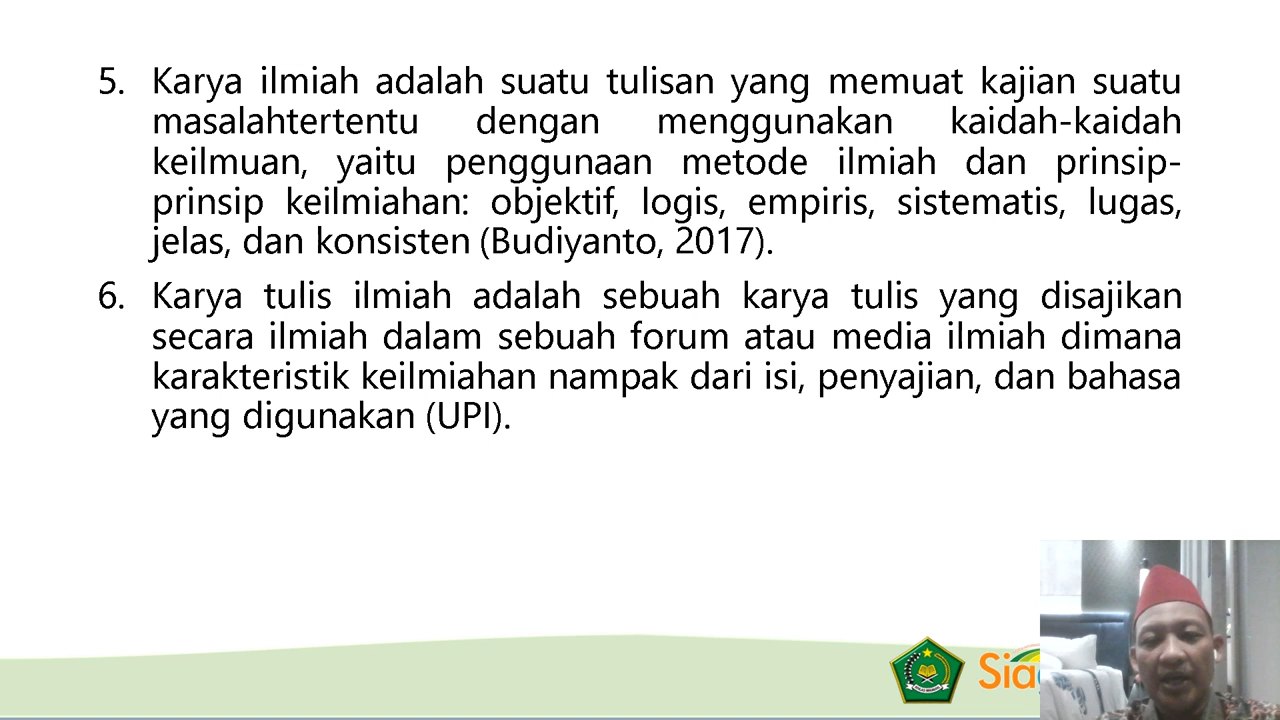 5. Karya ilmiah adalah suatu tulisan yang memuat kajian suatu
masalahtertentu dengan menggunakan kaidah-kaidah
keilmuan, yaitu penggunaan metode ilmiah dan prinsip-
prinsip keilmiahan: objektif, logis, empiris, sistematis, lugas,
jelas, dan konsisten (Budiyanto, 2017).
6. Karya tulis ilmiah adalah sebuah karya tulis yang disajikan
secara ilmiah dalam sebuah forum atau media ilmiah dimana
karakteristik keilmiahan nampak dari isi, penyajian, dan bahasa
yang digunakan (UPI).